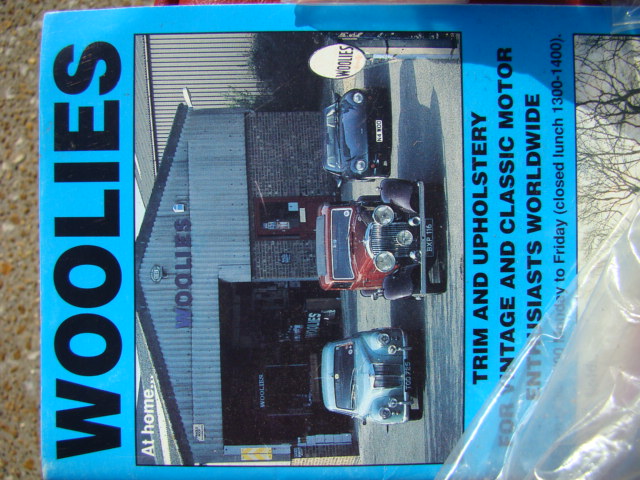 WOOLIES
At home...
WOOLIES
WOOLIES
WOOLIES
WOOLIES
TRIM AND UPHOLSTERY
FOR VINTAGE AND CLASSIC MOTOR
ENTHUSIASTS WORLDWIDE
to Friday (closed lunch 1300-1400).